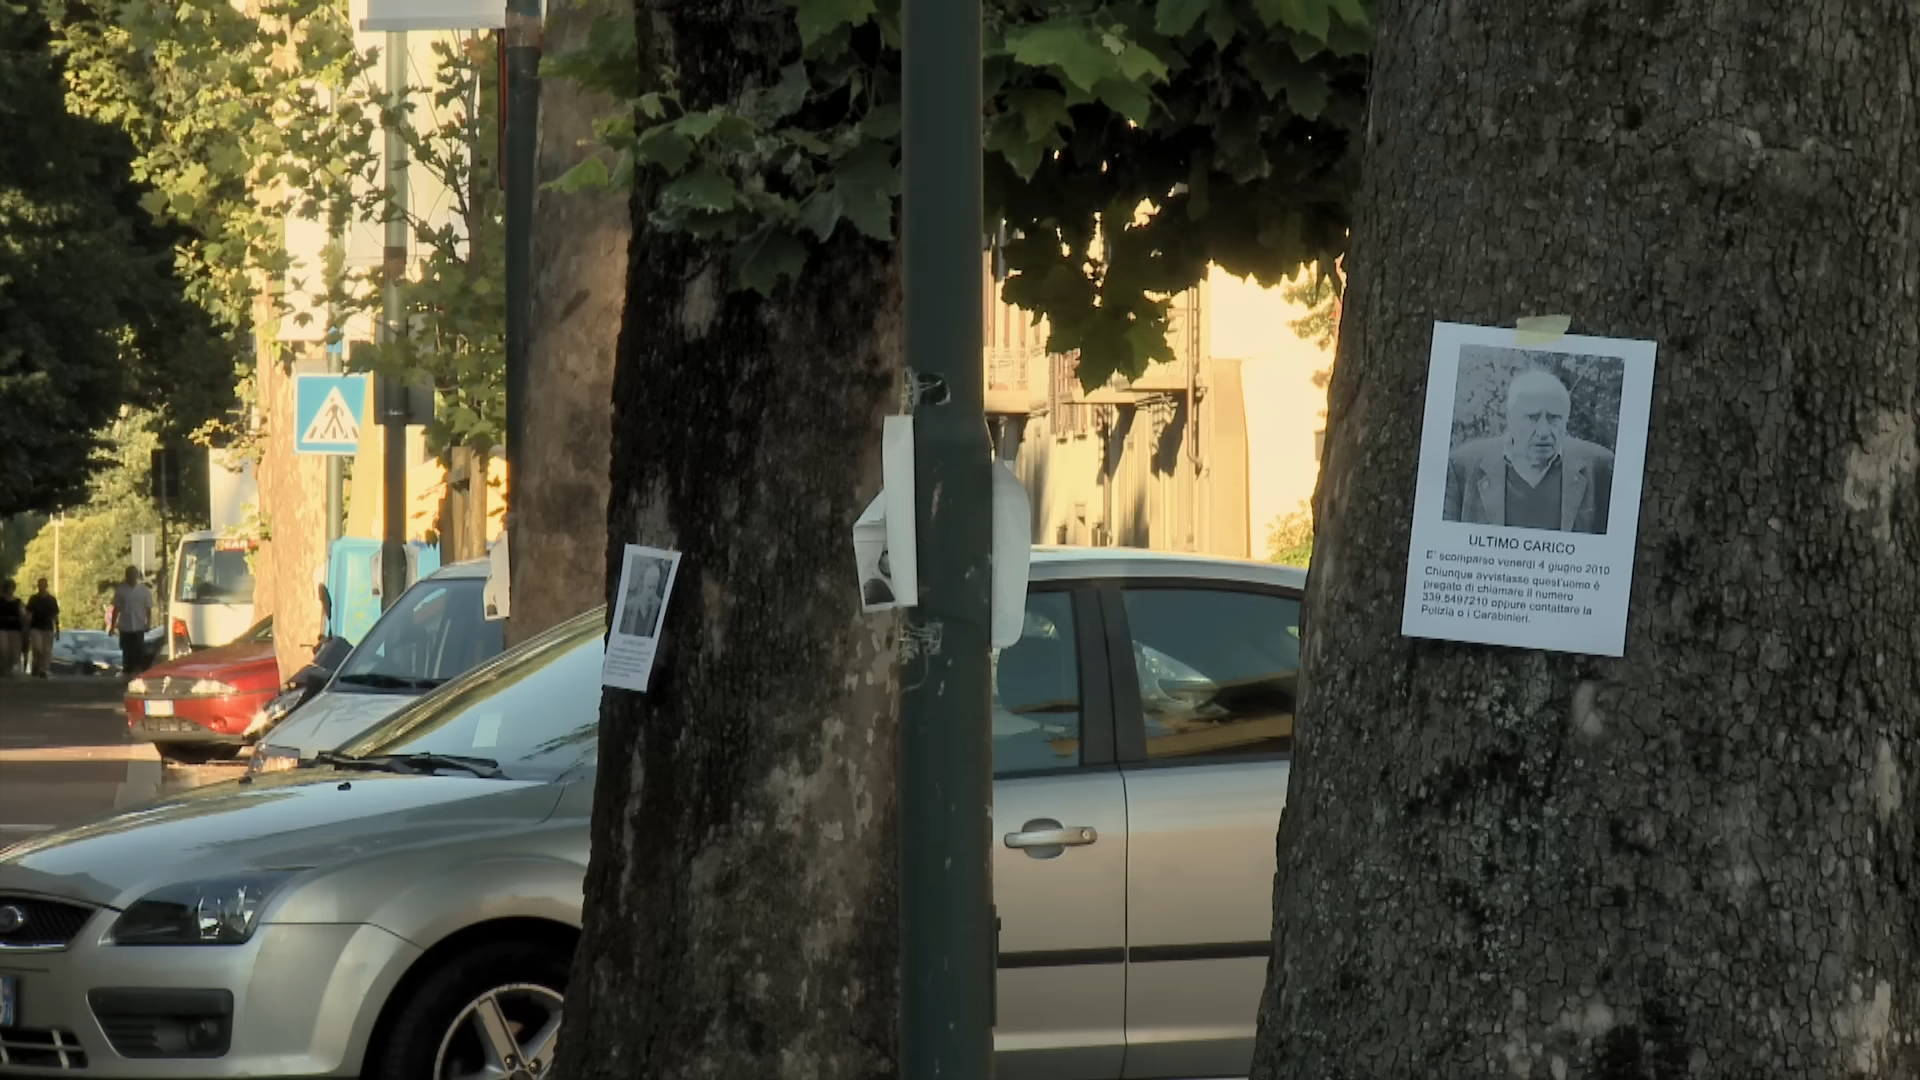 ULTIMO CARICO
E' scomparso venerdì 4 giugno 2010
Chiunque avvistasse quest'uomo è
pregato di chiamare il numero
339.5497210 oppure contattare la
Polizia o i Carabinieri.